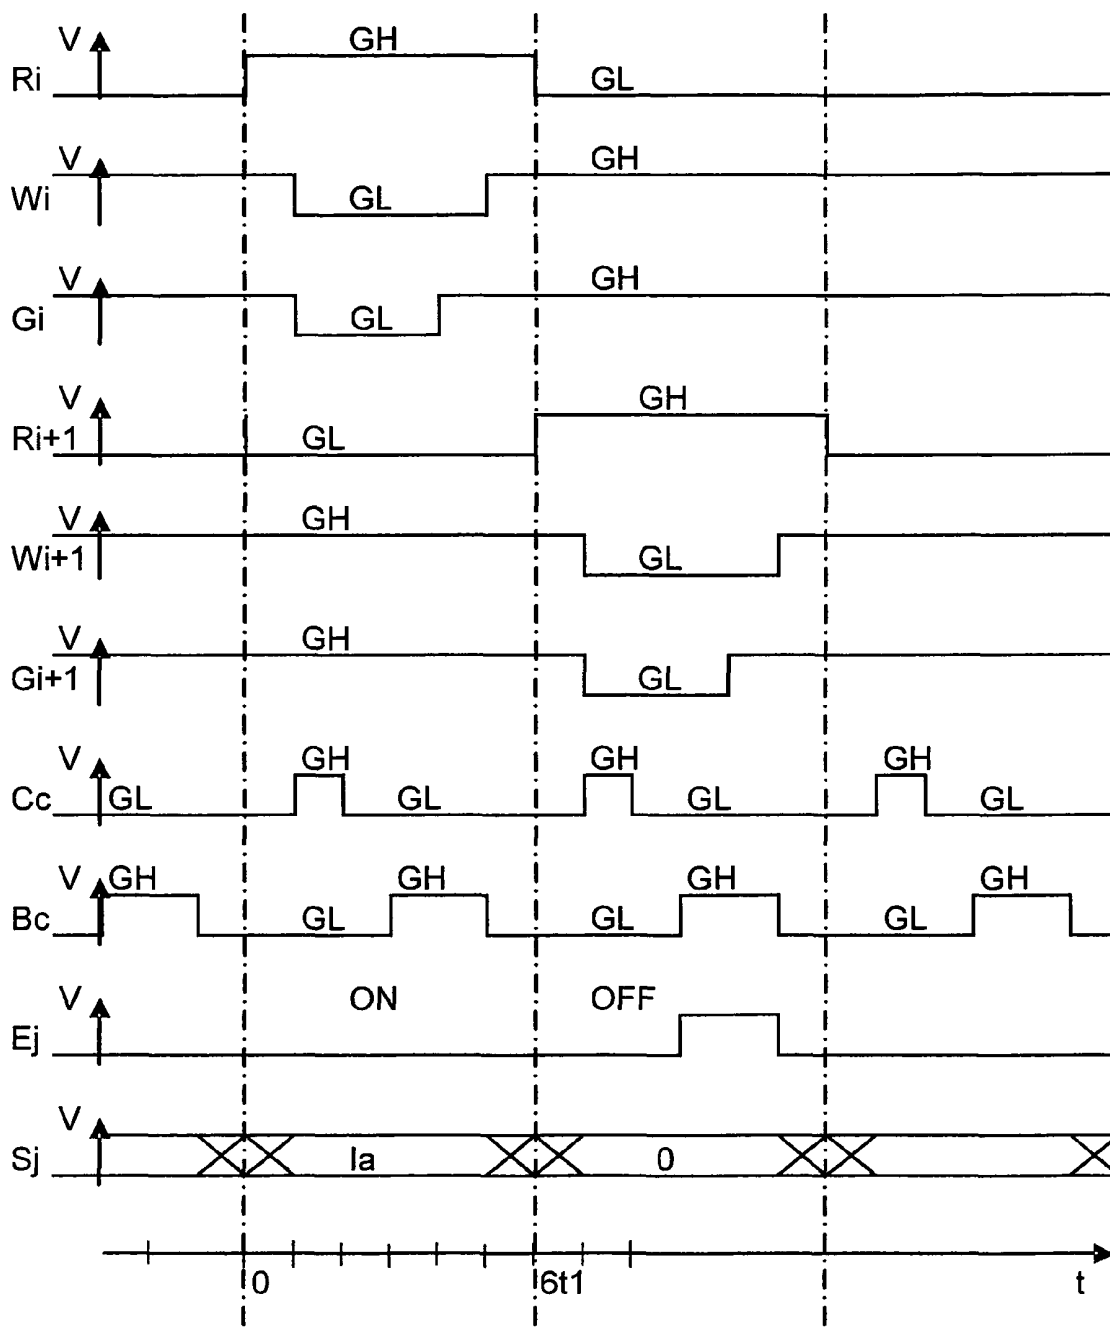 V GH
Ri GL
V GH
Wi GL
V GH
Gi GL
V GH
Ri+1 GL
V GH
Wi+1 GL
V GH
Gi+1 GL
V GH GH GH
Cc GL GL GL GL
V GH GH GH GH
Bc GL GL GL
V ON OFF
Ej
V
Sj Ia 0
0 6t1 t